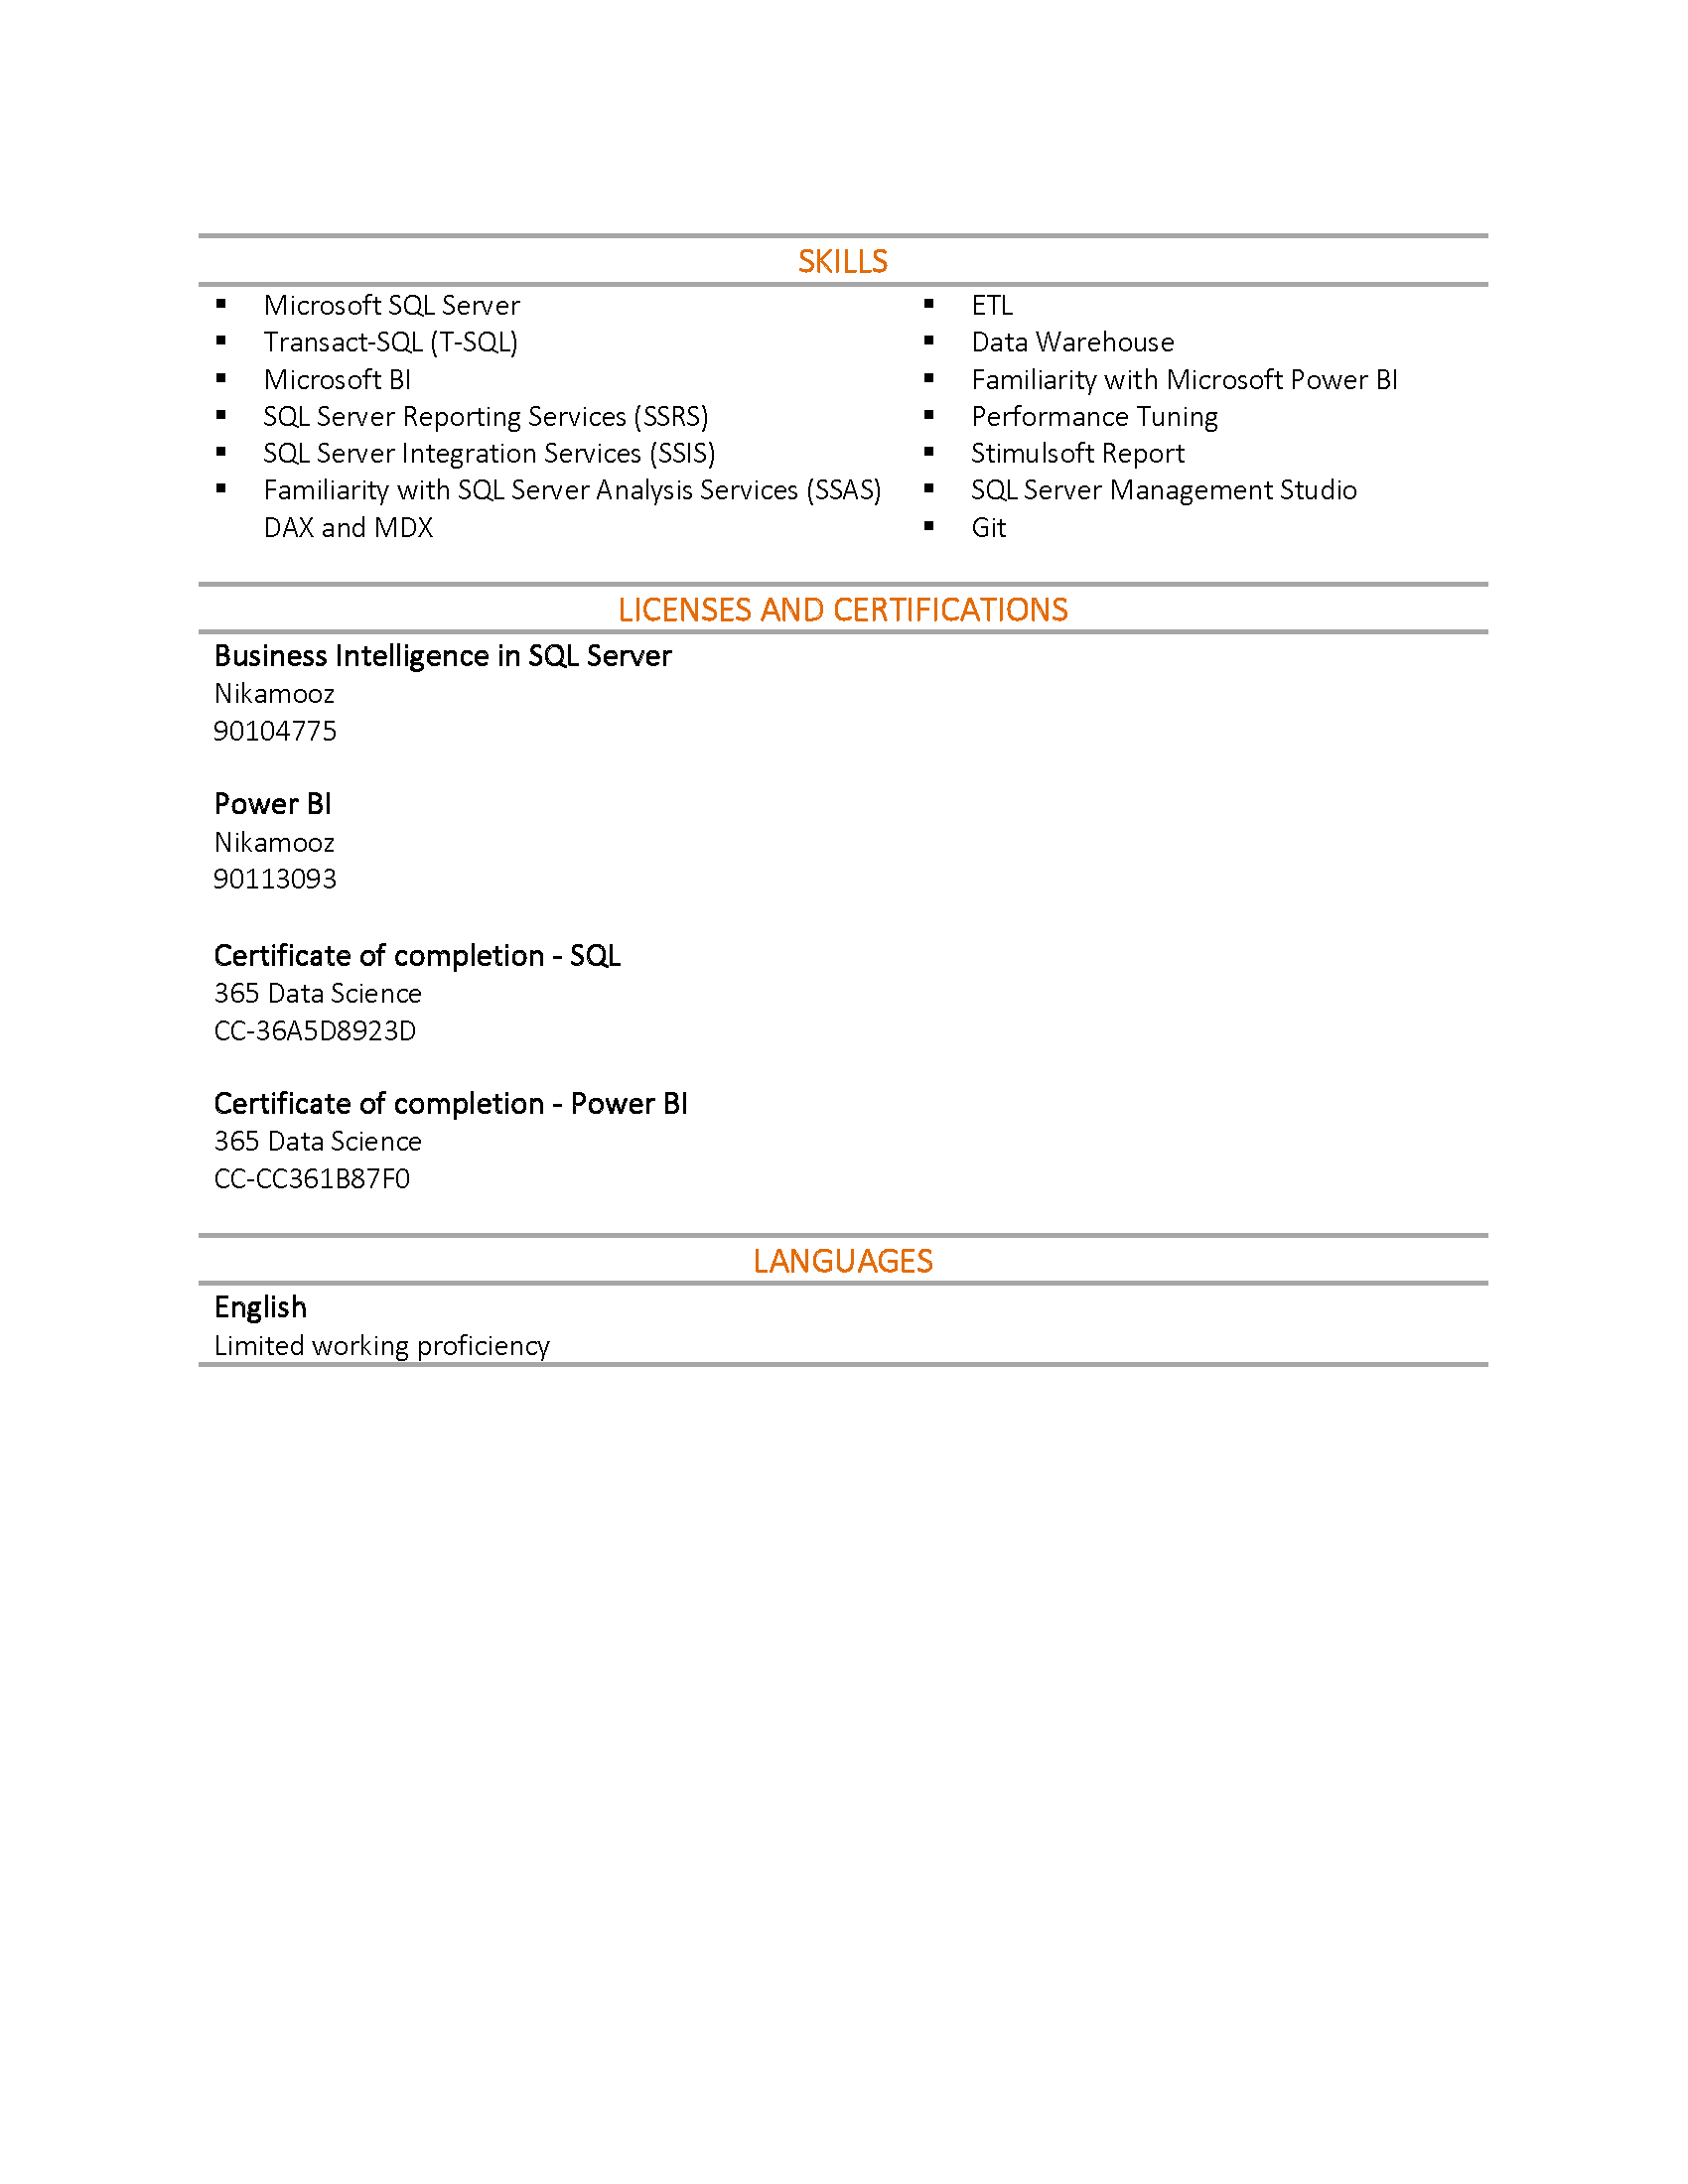 SKILLS
▪ Microsoft SQL Server
▪ Transact-SQL (T-SQL)
▪ Microsoft BI
▪ SQL Server Reporting Services (SSRS)
▪ SQL Server Integration Services (SSIS)
▪ Familiarity with SQL Server Analysis Services (SSAS)
DAX and MDX
▪ ETL
▪ Data Warehouse
▪ Familiarity with Microsoft Power BI
▪ Performance Tuning
▪ Stimulsoft Report
▪ SQL Server Management Studio
▪ Git
LICENSES AND CERTIFICATIONS
Business Intelligence in SQL Server
Nikamooz
90104775
Power BI
Nikamooz
90113093
Certificate of completion - SQL
365 Data Science
CC-36A5D8923D
Certificate of completion - Power BI
365 Data Science
CC-CC361B87F0
LANGUAGES
English
Limited working proficiency